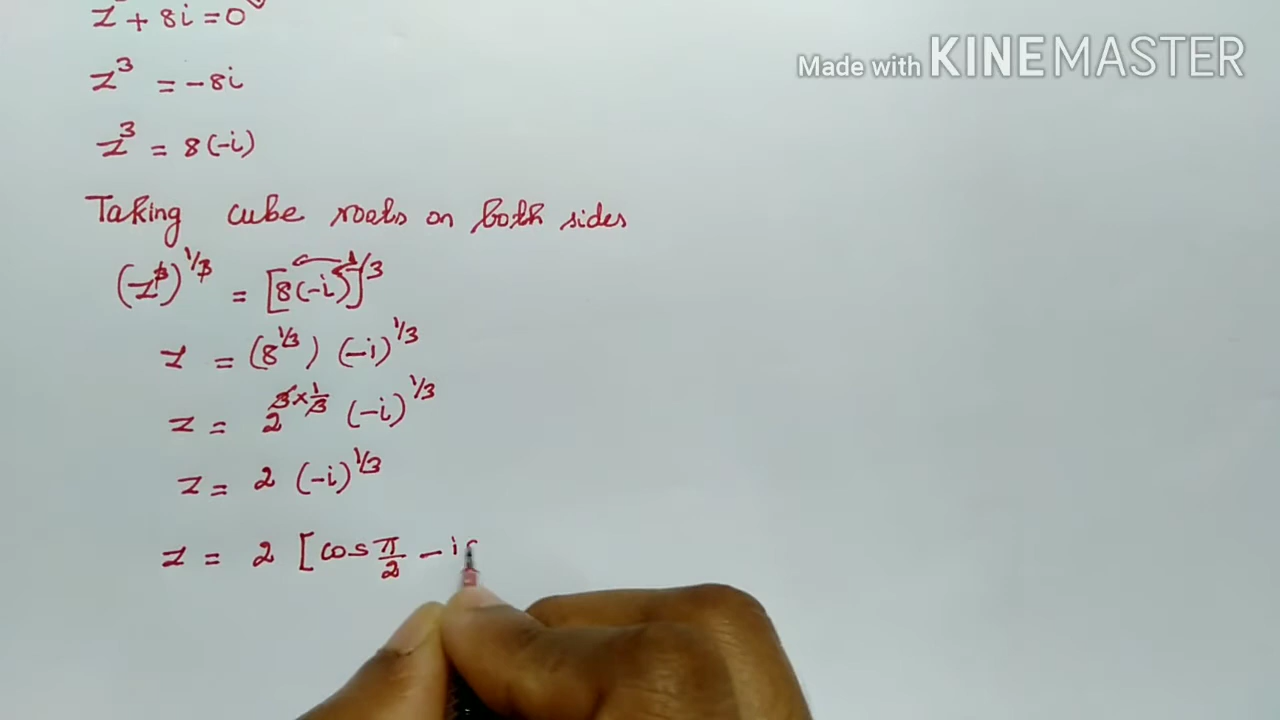 z³ + 8i = 0
z³ = -8i
z³ = 8(-i)
Taking cube roots on both sides
(z³)^1/3 = [8(-i)]^1/3
z = (8^1/3) (-i)^1/3
z = 2^3×1/3 (-i)^1/3
z = 2 (-i)^1/3
z = 2 [cos π/2 - i
Made with KINEMASTER